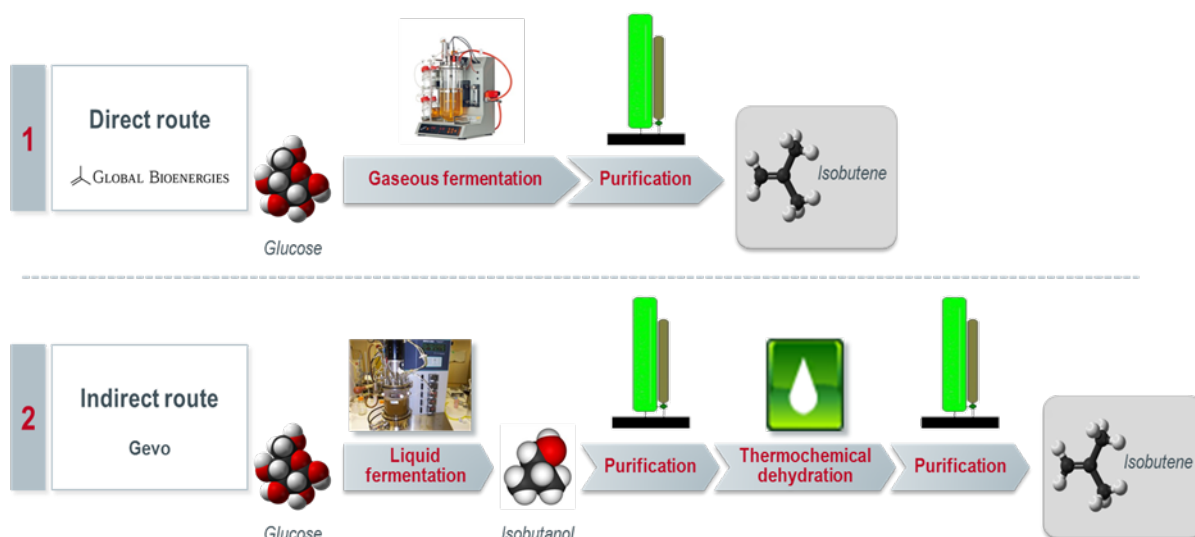 1
Direct route
GLOBAL BIOENERGIES
Glucose
Gaseous fermentation
Purification
Isobutene
2
Indirect route
Gevo
Glucose
Liquid
fermentation
Isobutanol
Purification
Thermochemical
dehydration
Purification
Isobutene